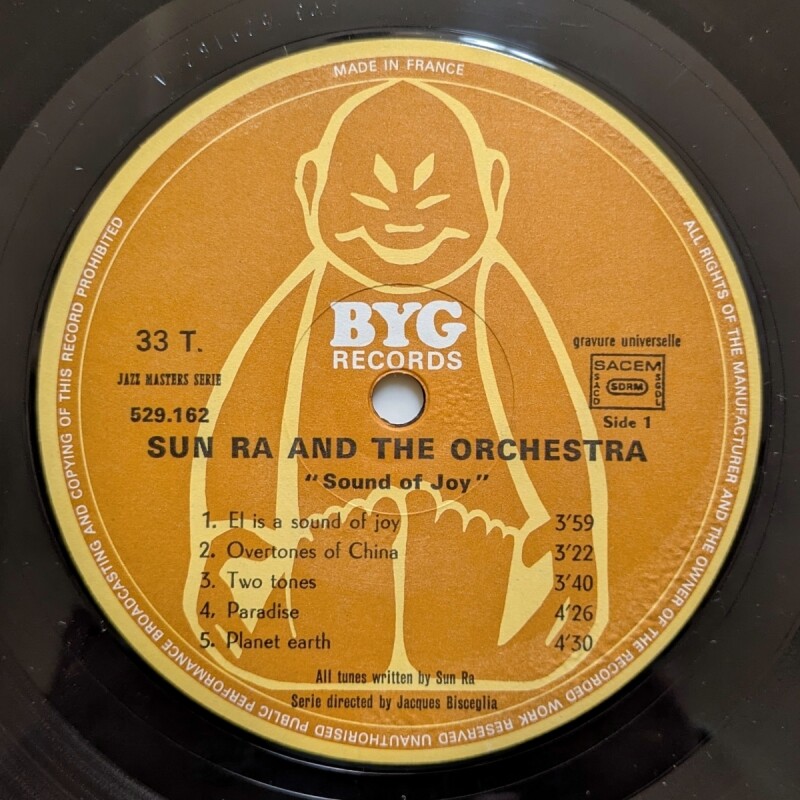 MADE IN FRANCE
ALL RIGHTS OF THE MANUFACTURER AND THE OWNER OF THE RECORDED WORK RESERVED UNAUTHORISED PUBLIC PERFORMANCE BROADCASTING AND COPYING OF THIS RECORD PROHIBITED
BYG
RECORDS
33 T.
JAZZ MASTERS SERIE
529.162
gravure universelle
SACEM
SACD SDRM SGDL
Side 1
SUN RA AND THE ORCHESTRA
"Sound of Joy"
1. El is a sound of joy 3'59
2. Overtones of China 3'22
3. Two tones 3'40
4, Paradise 4'26
5. Planet earth 4'30
All tunes written by Sun Ra
Serie directed by Jacques Bisceglia